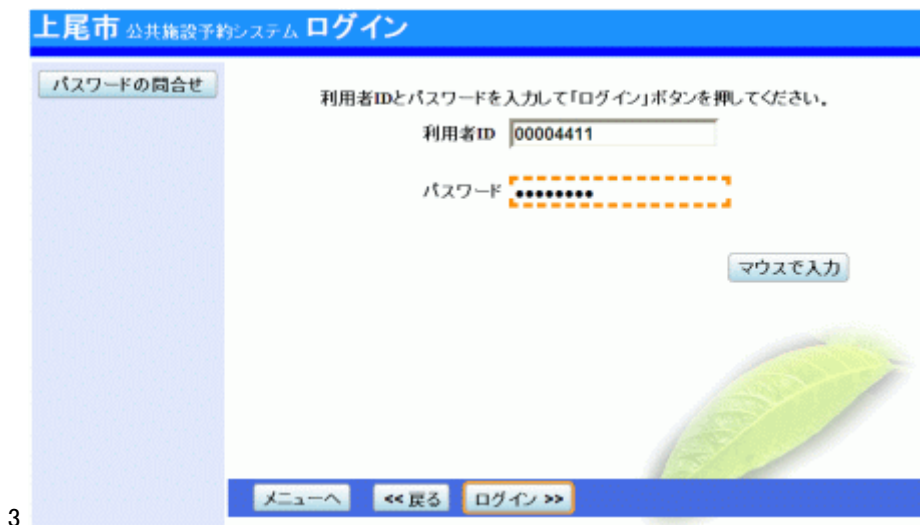 上尾市 公共施設予約システム ログイン
パスワードの問合せ
利用者IDとパスワードを入力して「ログイン」ボタンを押してください。
利用者ID 00004411
パスワード ••••••••
マウスで入力
メニューへ << 戻る ログイン >>
3